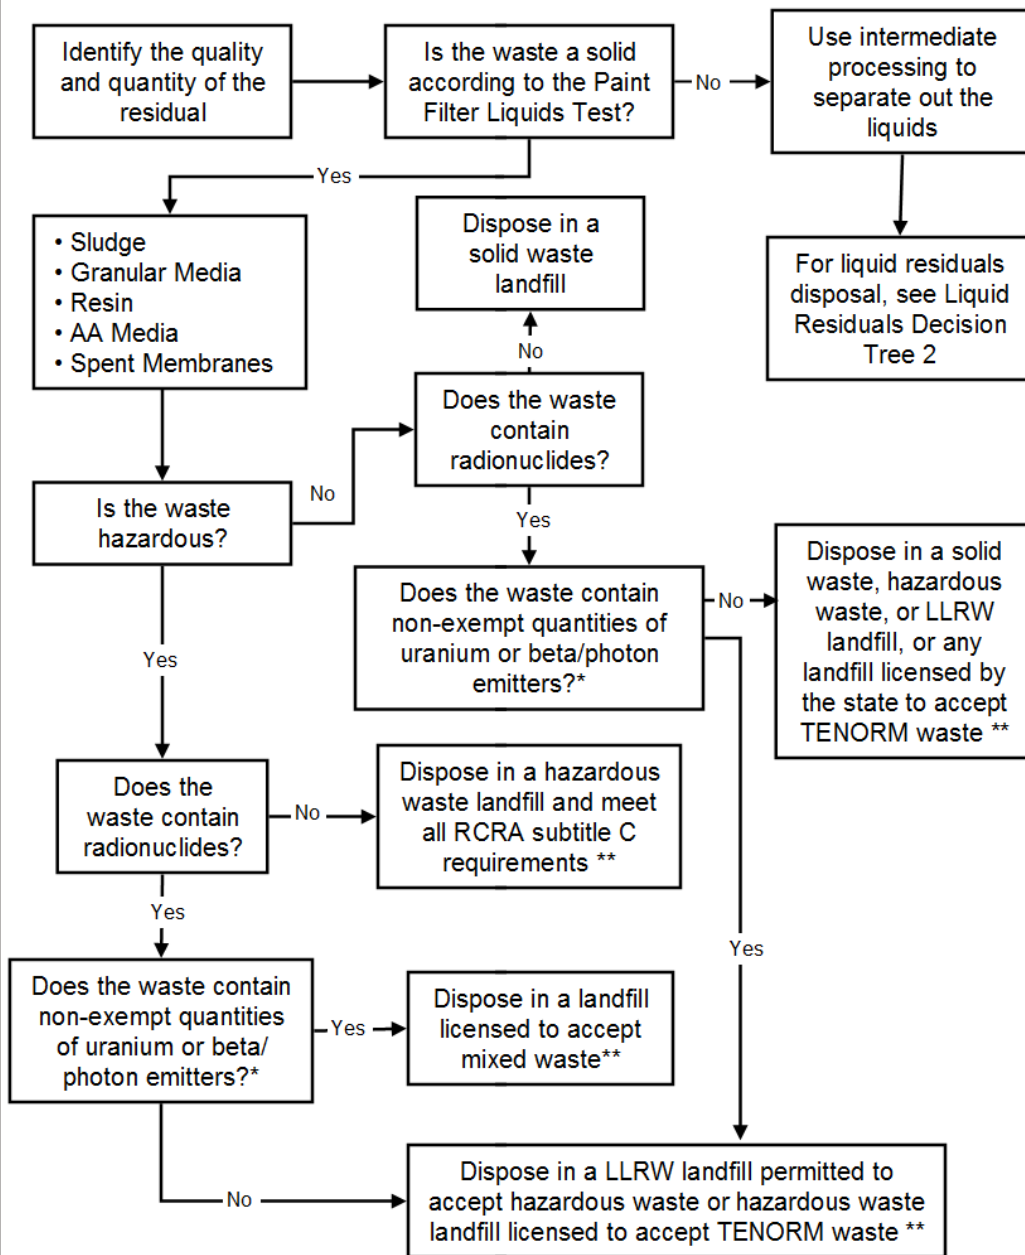 Identify the quality
and quantity of the
residual
Is the waste a solid
according to the Paint
Filter Liquids Test?
No
Use intermediate
processing to
separate out the
liquids
Yes
• Sludge
• Granular Media
• Resin
• AA Media
• Spent Membranes
Dispose in a
solid waste
landfill
For liquid residuals
disposal, see Liquid
Residuals Decision
Tree 2
No
Does the waste
contain
radionuclides?
Is the waste
hazardous?
No
Yes
Does the waste contain
non-exempt quantities of
uranium or beta/photon
emitters?*
No
Dispose in a solid
waste, hazardous
waste, or LLRW
landfill, or any
landfill licensed by
the state to accept
TENORM waste **
Yes
Does the
waste contain
radionuclides?
No
Dispose in a hazardous
waste landfill and meet
all RCRA subtitle C
requirements **
Yes
Yes
Does the waste contain
non-exempt quantities
of uranium or beta/
photon emitters?*
Yes
Dispose in a landfill
licensed to accept
mixed waste**
No
Dispose in a LLRW landfill permitted to
accept hazardous waste or hazardous waste
landfill licensed to accept TENORM waste **